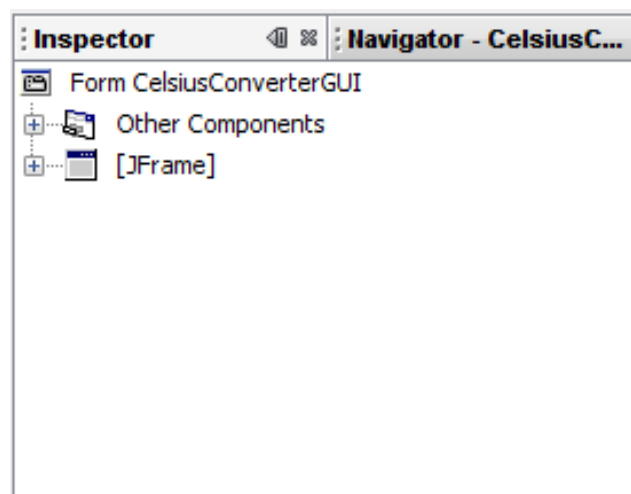 Inspector
Navigator - CelsiusC...
Form CelsiusConverterGUI
Other Components
[JFrame]